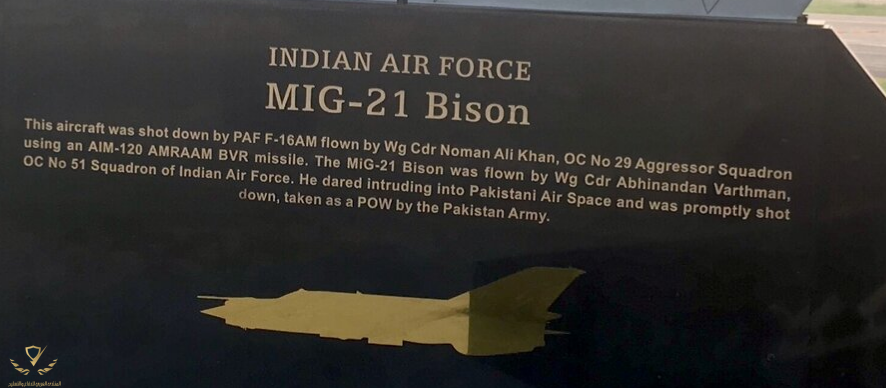 INDIAN AIR FORCE
MIG-21 Bison
This aircraft was shot down by PAF F-16AM flown by Wg Cdr Noman Ali Khan, OC No 29 Aggressor Squadron
using an AIM-120 AMRAAM BVR missile. The MiG-21 Bison was flown by Wg Cdr Abhinandan Varthman,
OC No 51 Squadron of Indian Air Force. He dared intruding into Pakistani Air Space and was promptly shot
down, taken as a POW by the Pakistan Army.